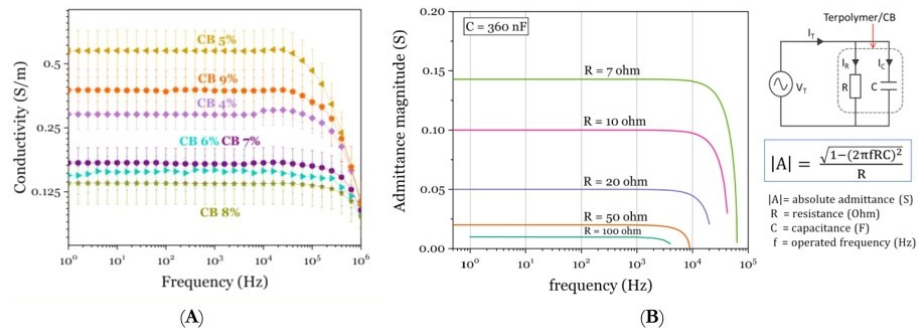 CB 5%
CB 9%
CB 4%
CB 6% CB 7%
CB 8%
Conductivity (S/m)
0.5
0.25
0.125
10⁰ 10¹ 10² 10³ 10⁴ 10⁵ 10⁶
Frequency (Hz)
(A)
C = 360 nF
R = 7 ohm
R = 10 ohm
R = 20 ohm
R = 50 ohm
R = 100 ohm
Admittance magnitude (S)
0.20
0.15
0.10
0.05
0.00
10⁰ 10¹ 10² 10³ 10⁴ 10⁵
frequency (Hz)
(B)
Terpolymer/CB
I_T
I_R I_C
V_T R C
|A| = √1−(2πfRC)² / R
|A|= absolute admittance (S)
R = resistance (Ohm)
C = capacitance (F)
f = operated frequency (Hz)